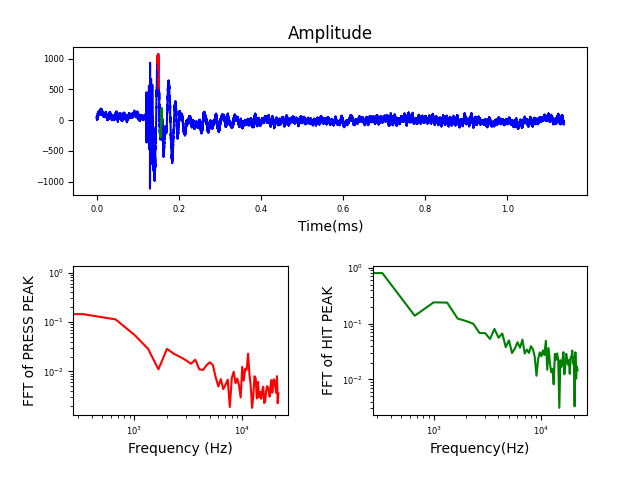 Amplitude
1000
500
0
−500
−1000
0.0 0.2 0.4 0.6 0.8 1.0
Time(ms)
FFT of PRESS PEAK
10⁰
10⁻¹
10⁻²
10³ 10⁴
Frequency (Hz)
FFT of HIT PEAK
10⁰
10⁻¹
10⁻²
10³ 10⁴
Frequency(Hz)